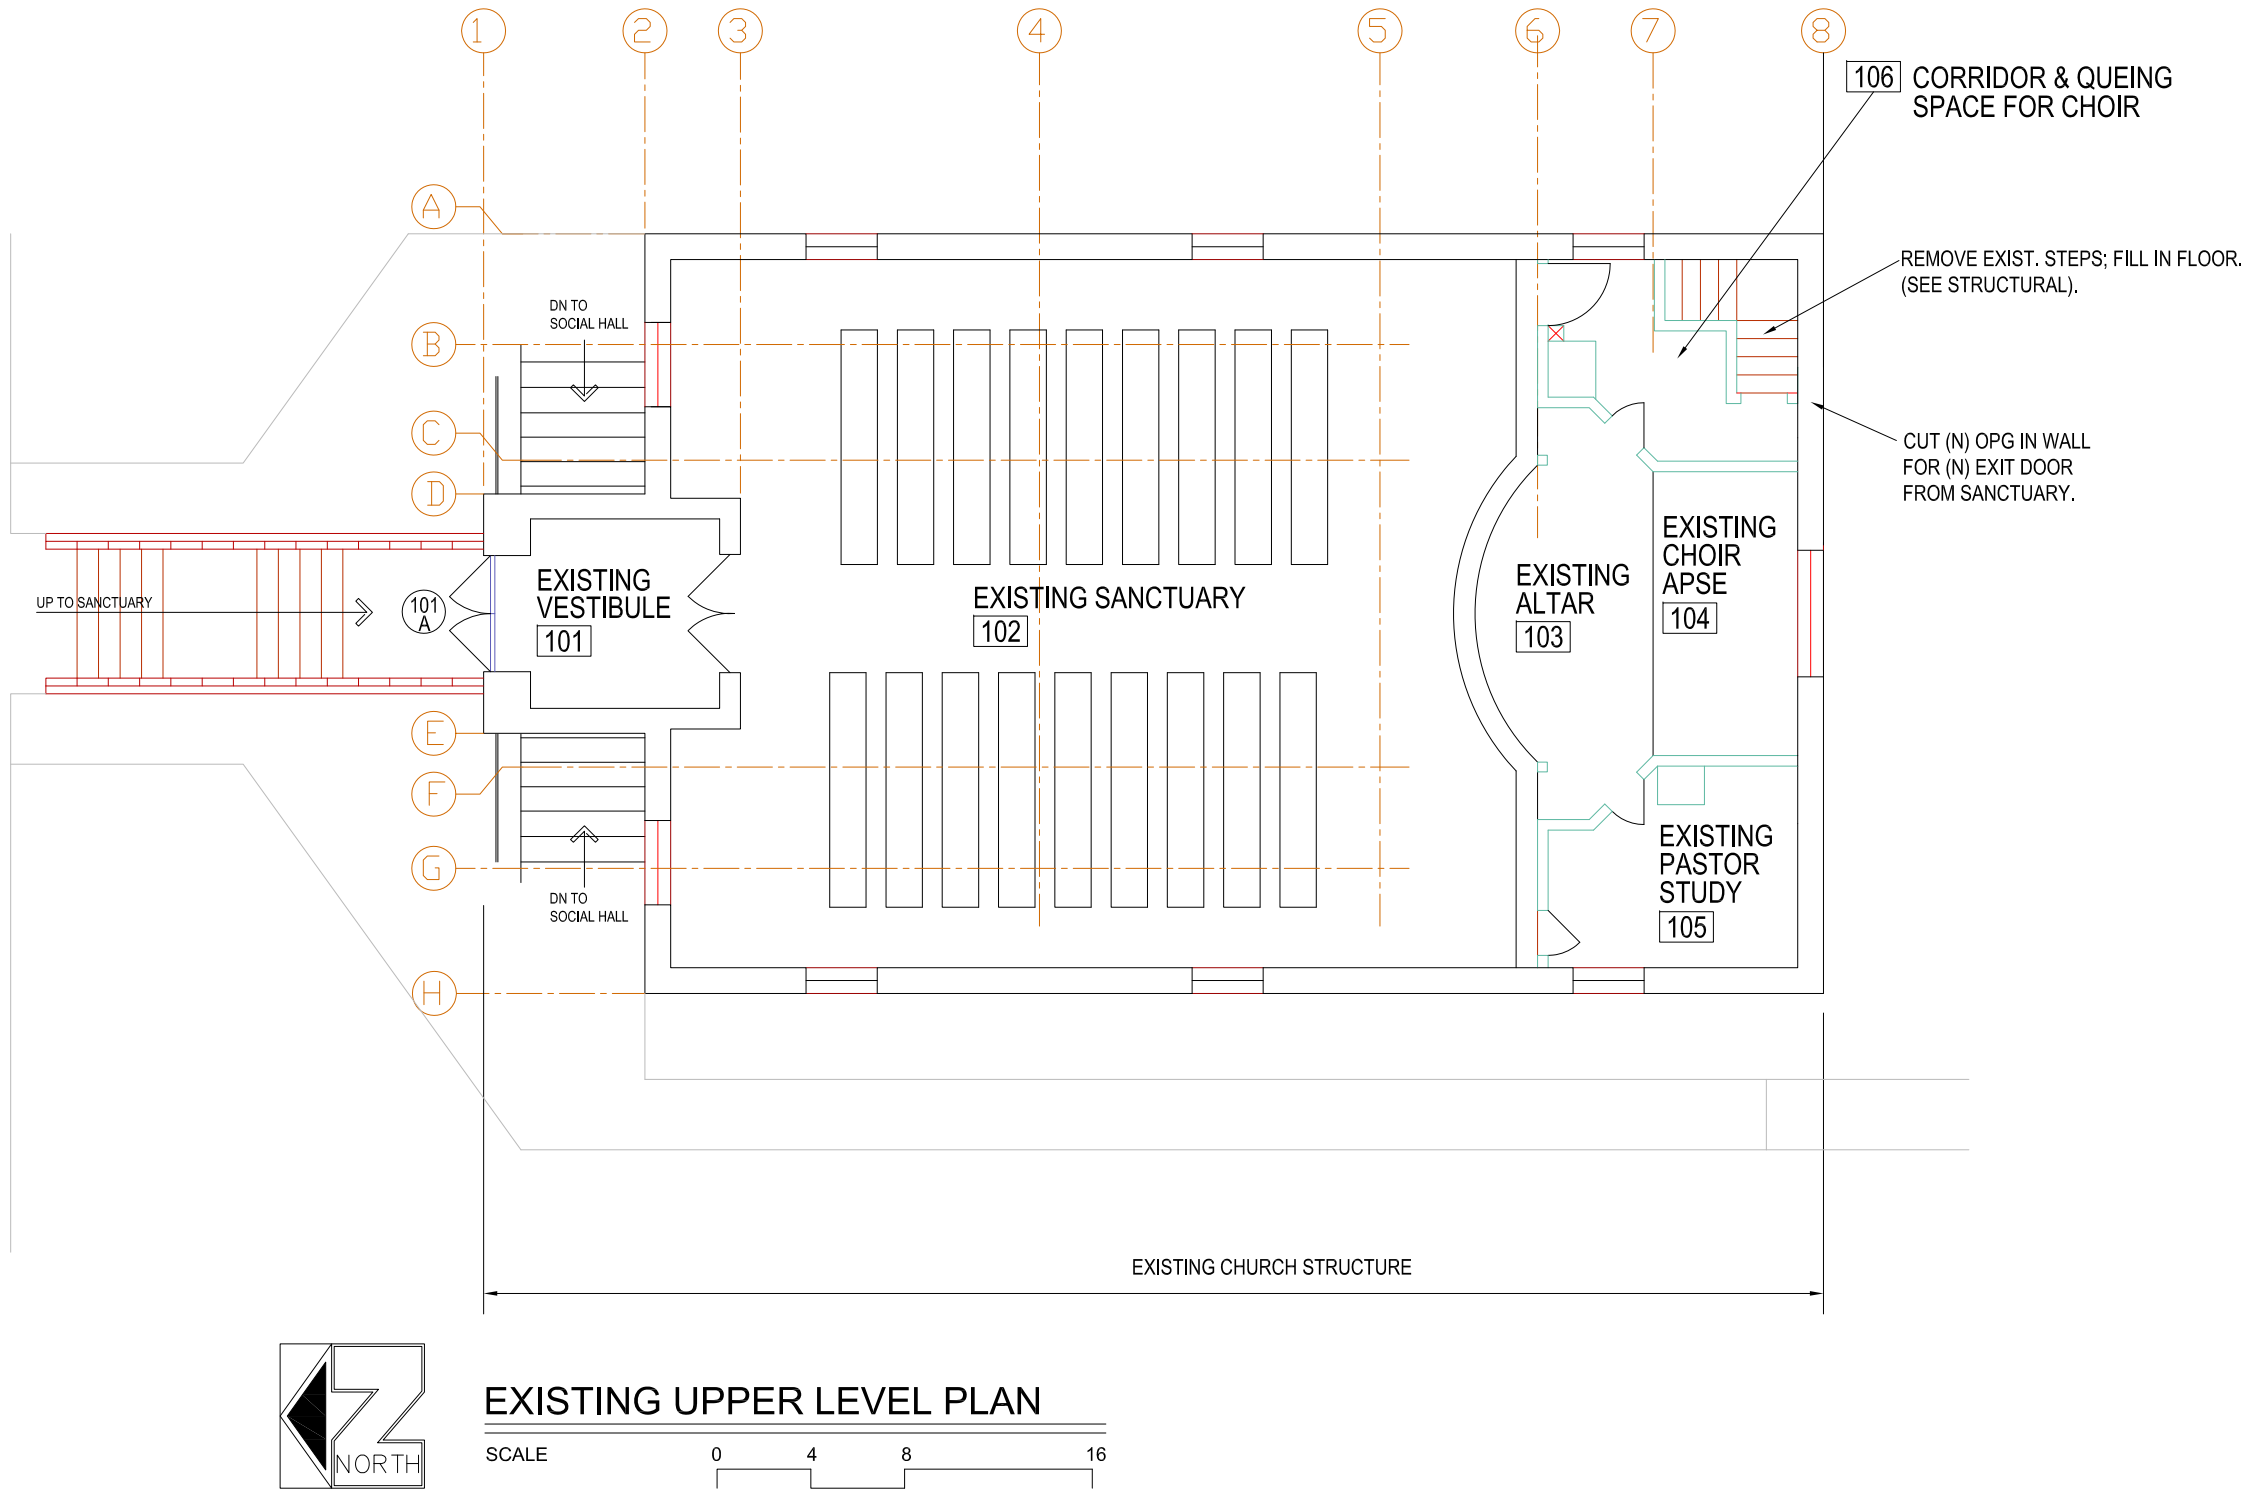 1 2 3 4 5 6 7 8
106 CORRIDOR & QUEING
SPACE FOR CHOIR
A
REMOVE EXIST. STEPS; FILL IN FLOOR.
(SEE STRUCTURAL).
DN TO
SOCIAL HALL
B
C
CUT (N) OPG IN WALL
FOR (N) EXIT DOOR
FROM SANCTUARY.
D
UP TO SANCTUARY
101
A
EXISTING
VESTIBULE
101
EXISTING SANCTUARY
102
EXISTING
ALTAR
103
EXISTING
CHOIR
APSE
104
E
F
G
DN TO
SOCIAL HALL
EXISTING
PASTOR
STUDY
105
H
EXISTING CHURCH STRUCTURE
NORTH
EXISTING UPPER LEVEL PLAN
SCALE 0 4 8 16